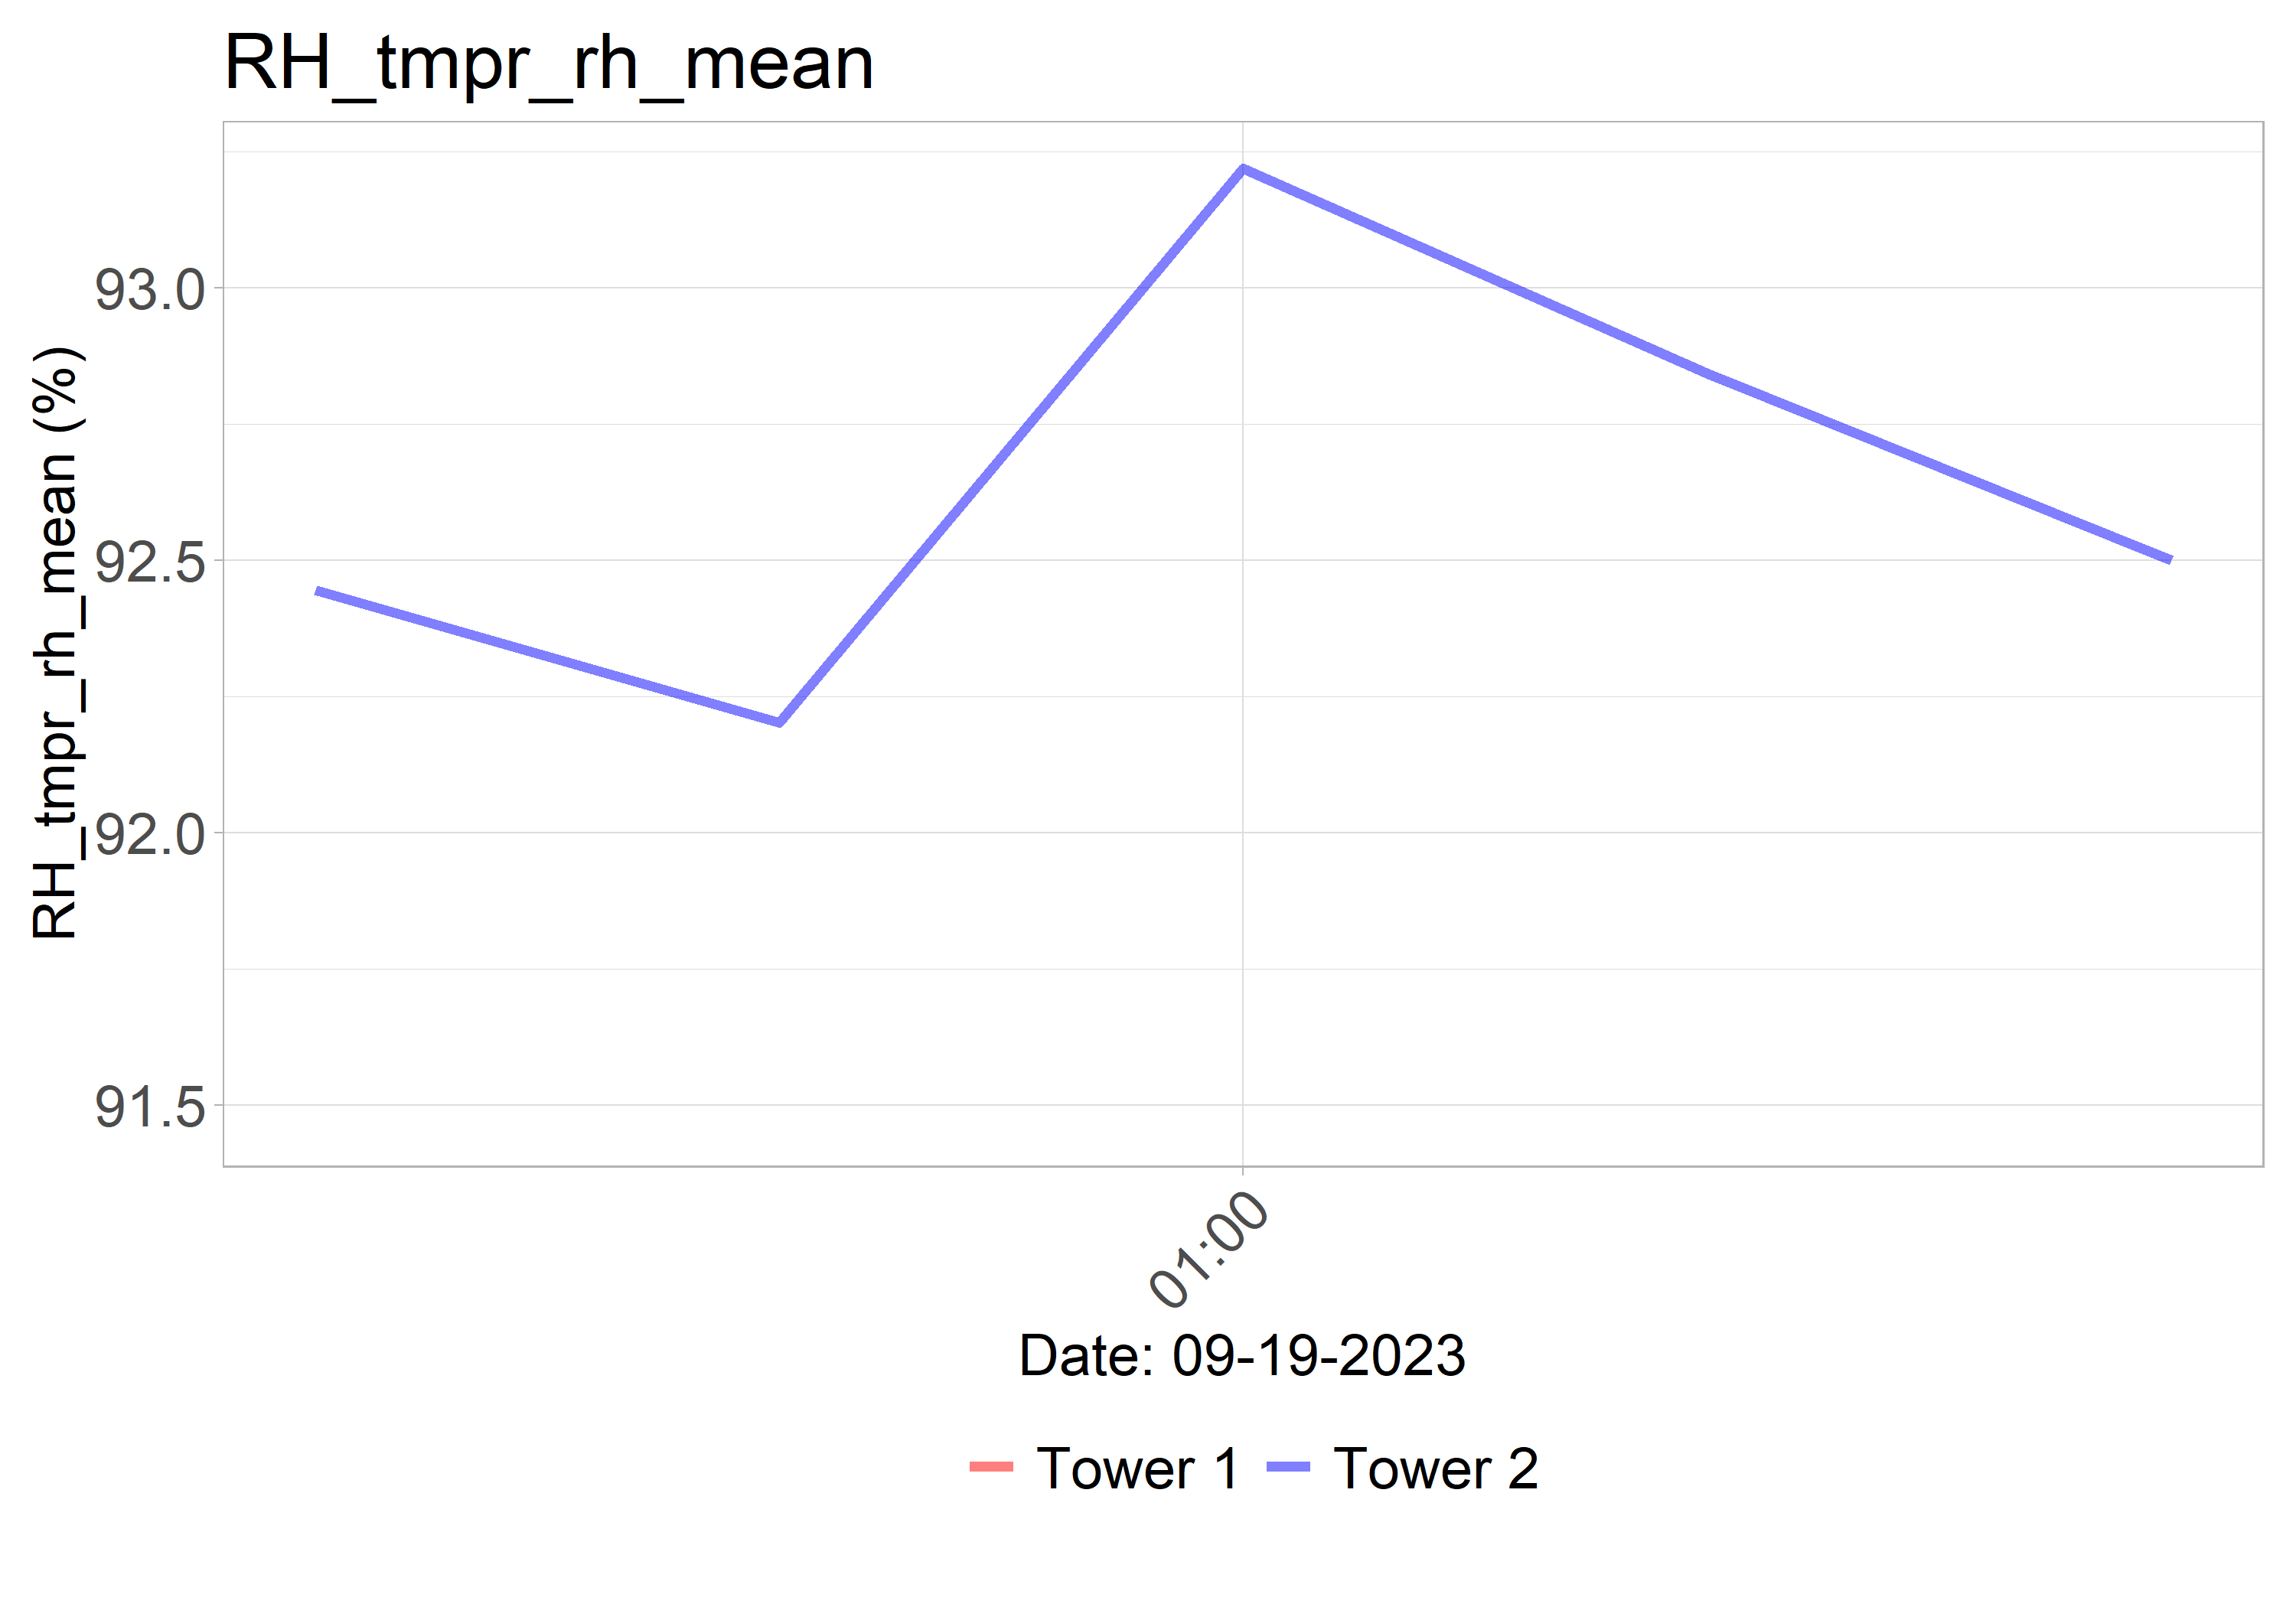 RH_tmpr_rh_mean
RH_tmpr_rh_mean (%)
93.0
92.5
92.0
91.5
01:00
Date: 09-19-2023
Tower 1 Tower 2